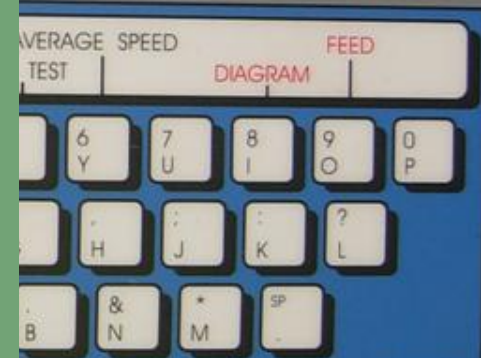 AVERAGE SPEED FEED
TEST DIAGRAM
6 7 8 9 0
Y U I O P
, ; : ?
H J K L
& * SP
B N M .